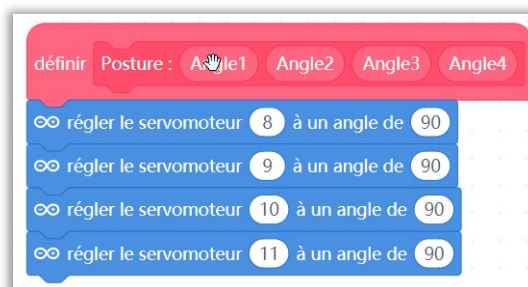 définir Posture : Angle1 Angle2 Angle3 Angle4
régler le servomoteur 8 à un angle de 90
régler le servomoteur 9 à un angle de 90
régler le servomoteur 10 à un angle de 90
régler le servomoteur 11 à un angle de 90